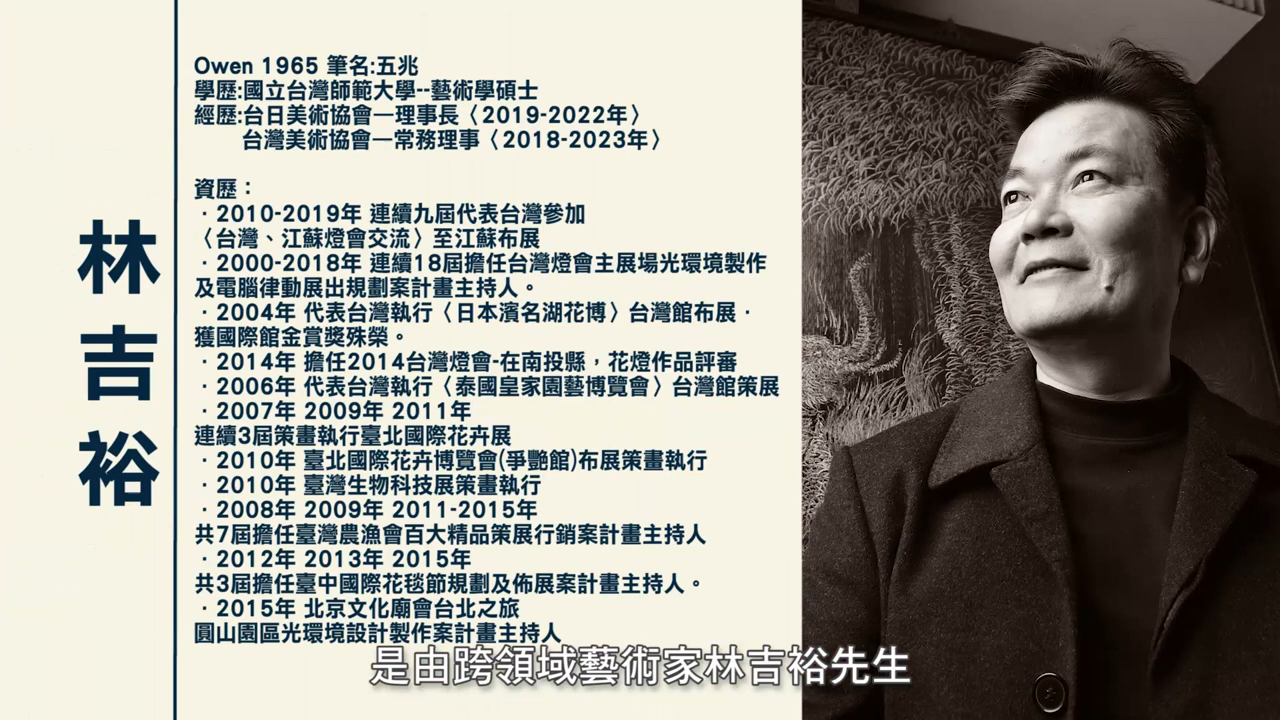 林吉裕
Owen 1965 筆名:五兆
學歷:國立台灣師範大學--藝術學碩士
經歷:台日美術協會—理事長〈2019-2022年〉
台灣美術協會—常務理事〈2018-2023年〉
資歷：
．2010-2019年 連續九屆代表台灣參加
〈台灣、江蘇燈會交流〉至江蘇布展
．2000-2018年 連續18屆擔任台灣燈會主展場光環境製作
及電腦律動展出規劃案計畫主持人。
．2004年 代表台灣執行〈日本濱名湖花博〉台灣館布展．
獲國際館金賞獎殊榮。
．2014年 擔任2014台灣燈會-在南投縣，花燈作品評審
．2006年 代表台灣執行〈泰國皇家園藝博覽會〉台灣館策展
．2007年 2009年 2011年
連續3屆策畫執行臺北國際花卉展
．2010年 臺北國際花卉博覽會(爭艷館)布展策畫執行
．2010年 臺灣生物科技展策畫執行
．2008年 2009年 2011-2015年
共7屆擔任臺灣農漁會百大精品策展行銷案計畫主持人
．2012年 2013年 2015年
共3屆擔任臺中國際花毯節規劃及佈展案計畫主持人。
．2015年 北京文化廟會台北之旅
圓山園區光環境設計製作案計畫主持人
是由跨領域藝術家林吉裕先生